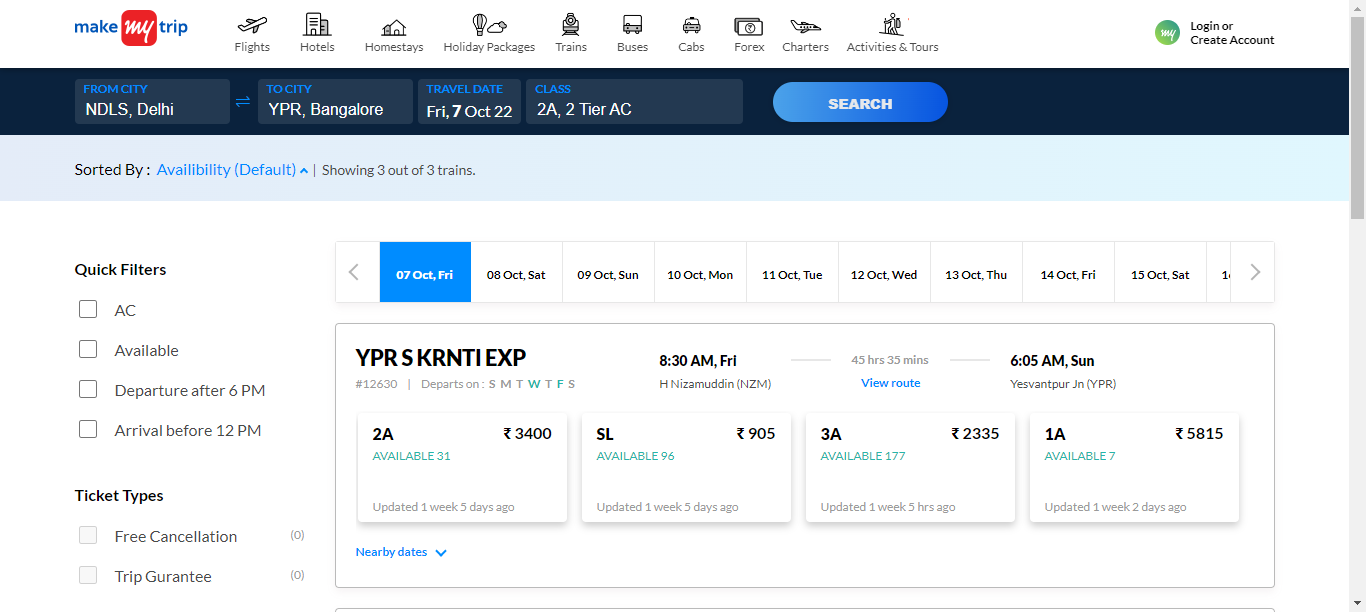 make my trip
Flights Hotels Homestays Holiday Packages Trains Buses Cabs Forex Charters Activities & Tours
my Login or
Create Account
FROM CITY TO CITY TRAVEL DATE CLASS
NDLS, Delhi YPR, Bangalore Fri, 7 Oct 22 2A, 2 Tier AC SEARCH
Sorted By : Availibility (Default) | Showing 3 out of 3 trains.
Quick Filters
AC
Available
Departure after 6 PM
Arrival before 12 PM
Ticket Types
Free Cancellation (0)
Trip Gurantee (0)
07 Oct, Fri 08 Oct, Sat 09 Oct, Sun 10 Oct, Mon 11 Oct, Tue 12 Oct, Wed 13 Oct, Thu 14 Oct, Fri 15 Oct, Sat
YPR S KRNTI EXP 8:30 AM, Fri 45 hrs 35 mins 6:05 AM, Sun
#12630 | Departs on : S M T W T F S H Nizamuddin (NZM) View route Yesvantpur Jn (YPR)
2A ₹ 3400
AVAILABLE 31
Updated 1 week 5 days ago
SL ₹ 905
AVAILABLE 96
Updated 1 week 5 days ago
3A ₹ 2335
AVAILABLE 177
Updated 1 week 5 hrs ago
1A ₹ 5815
AVAILABLE 7
Updated 1 week 2 days ago
Nearby dates